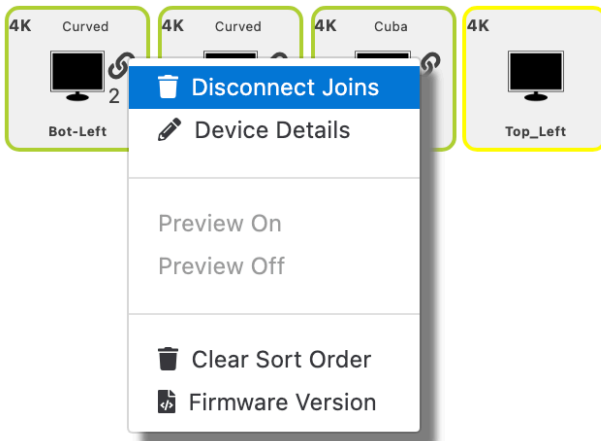 4K Curved
2
Bot-Left
4K Curved
4K Cuba
4K
Top_Left
Disconnect Joins
Device Details
Preview On
Preview Off
Clear Sort Order
Firmware Version